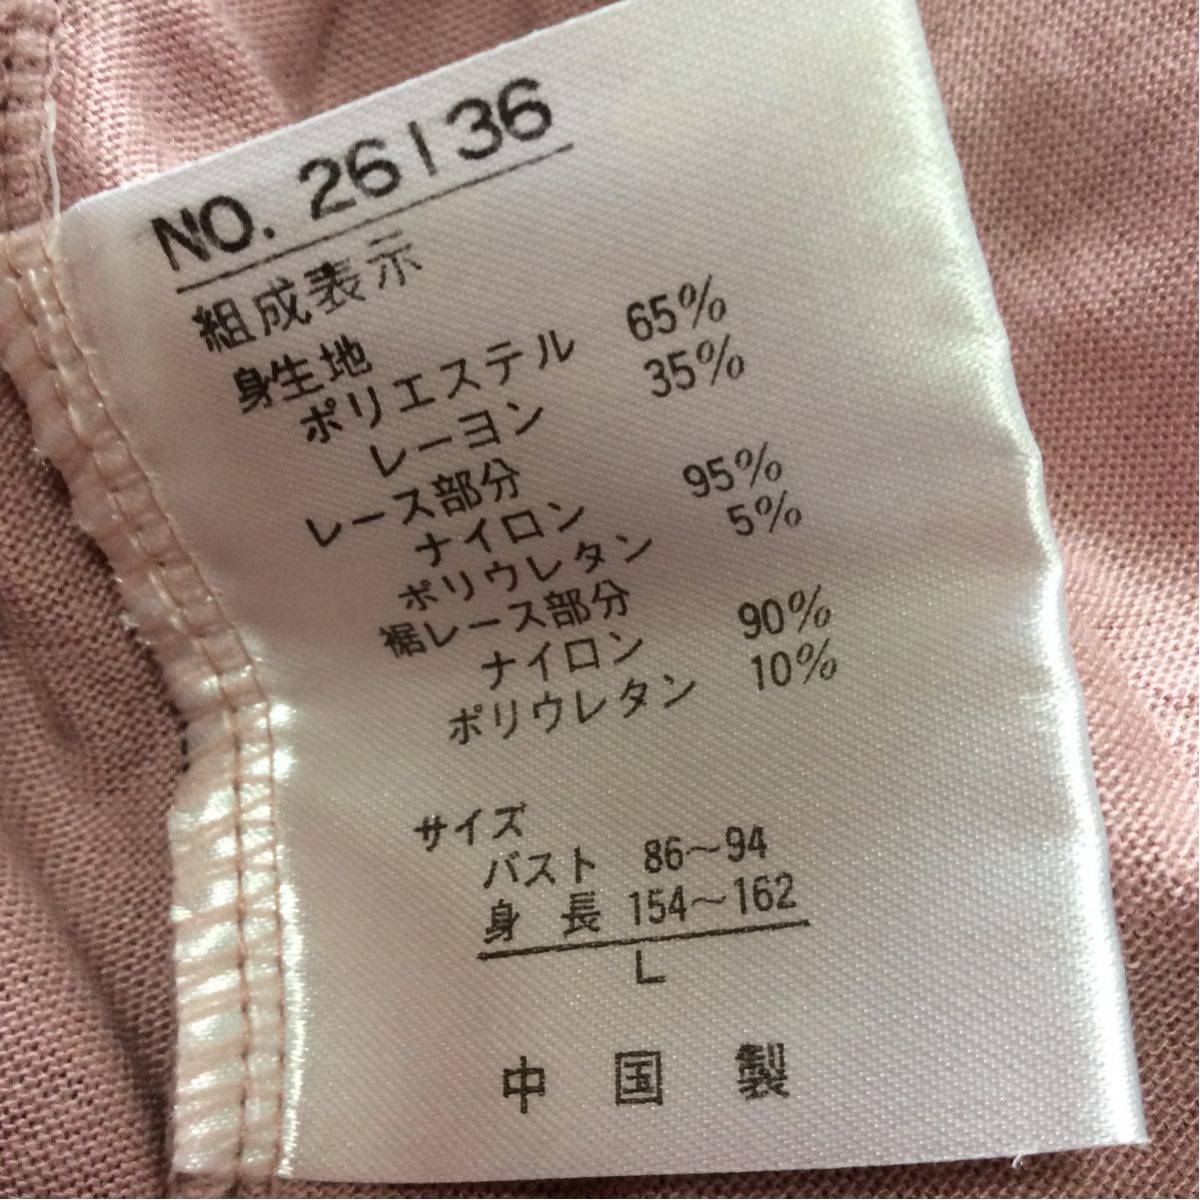 NO. 26136
組成表示
身生地
ポリエステル 65%
レーヨン 35%
レース部分
ナイロン 95%
ポリウレタン 5%
裾レース部分
ナイロン 90%
ポリウレタン 10%
サイズ
バスト 86〜94
身 長 154〜162
L
中 国 製